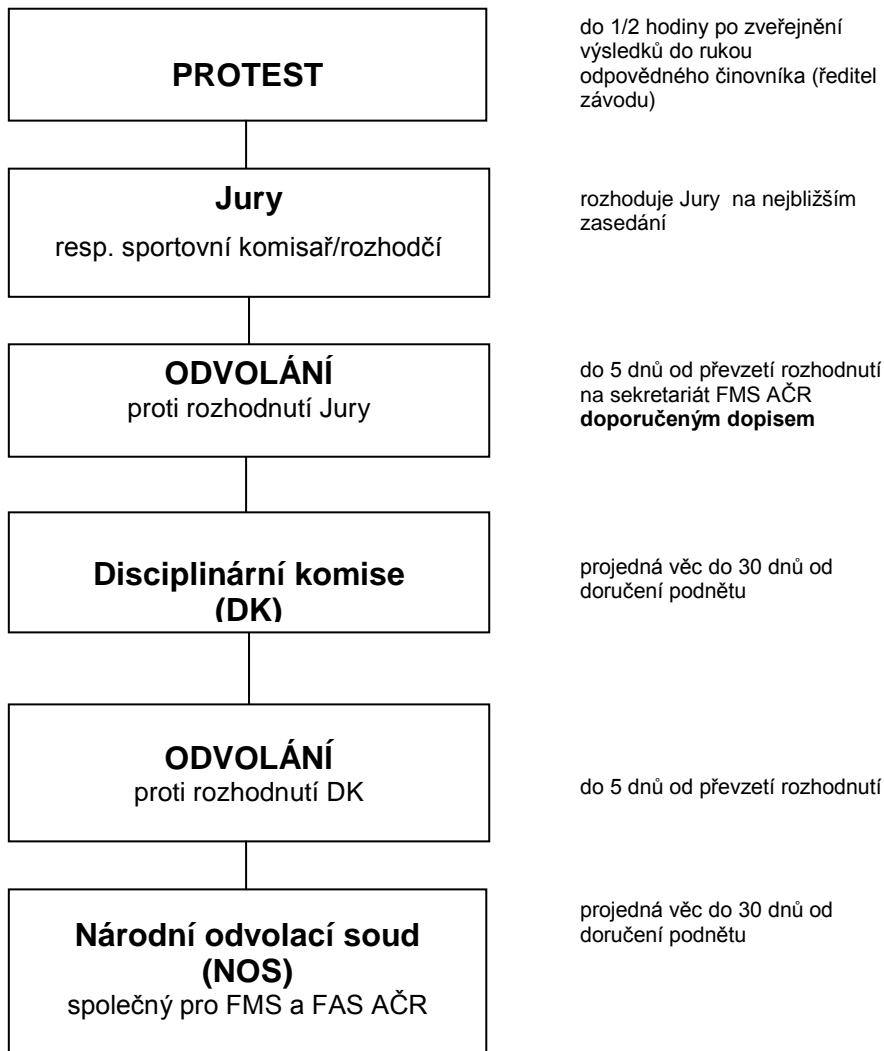 PROTEST
do 1/2 hodiny po zveřejnění
výsledků do rukou
odpovědného činovníka (ředitel
závodu)
Jury
resp. sportovní komisař/rozhodčí
rozhoduje Jury na nejbližším
zasedání
ODVOLÁNÍ
proti rozhodnutí Jury
do 5 dnů od převzetí rozhodnutí
na sekretariát FMS AČR
doporučeným dopisem
Disciplinární komise
(DK)
projedná věc do 30 dnů od
doručení podnětu
ODVOLÁNÍ
proti rozhodnutí DK
do 5 dnů od převzetí rozhodnutí
Národní odvolací soud
(NOS)
společný pro FMS a FAS AČR
projedná věc do 30 dnů od
doručení podnětu